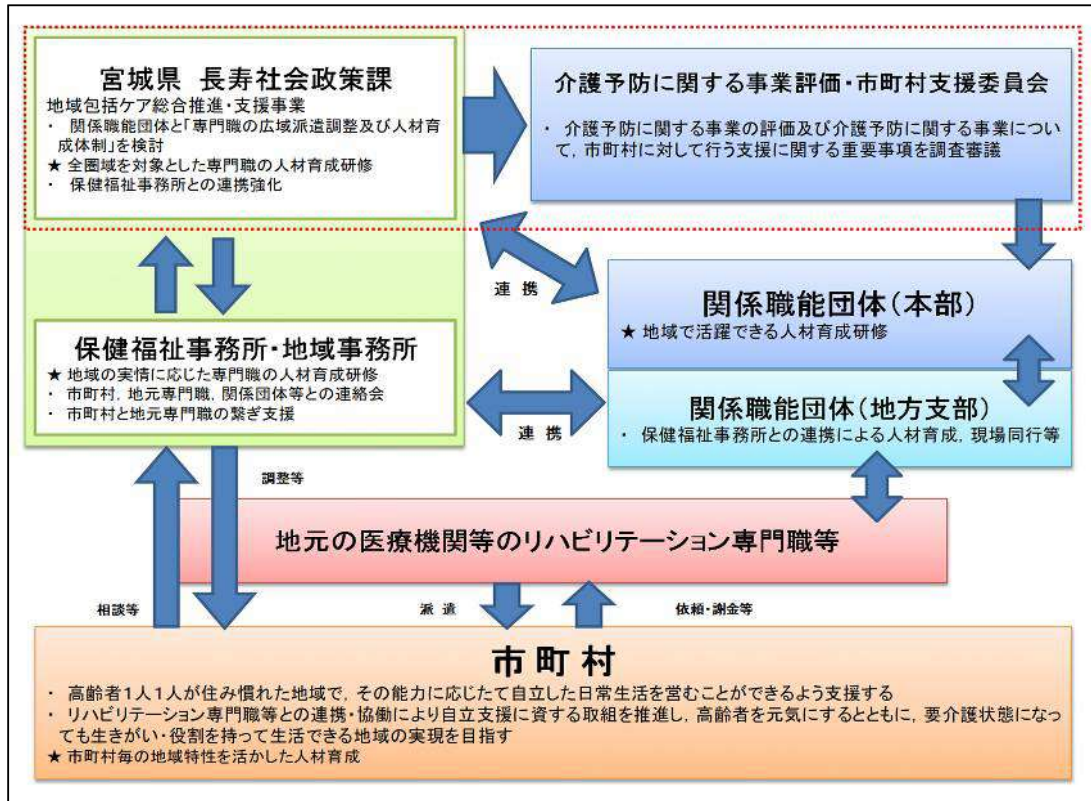 宮城県 長寿社会政策課
地域包括ケア総合推進・支援事業
・ 関係職能団体と「専門職の広域派遣調整及び人材育
成体制」を検討
★ 全圏域を対象とした専門職の人材育成研修
・ 保健福祉事務所との連携強化
介護予防に関する事業評価・市町村支援委員会
・ 介護予防に関する事業の評価及び介護予防に関する事業につい
て，市町村に対して行う支援に関する重要事項を調査審議
連 携
関係職能団体（本部）
★ 地域で活躍できる人材育成研修
保健福祉事務所・地域事務所
★ 地域の実情に応じた専門職の人材育成研修
・ 市町村，地元専門職，関係団体等との連絡会
・ 市町村と地元専門職の繋ぎ支援
連 携
関係職能団体（地方支部）
・ 保健福祉事務所との連携による人材育成，現場同行等
調整等
地元の医療機関等のリハビリテーション専門職等
相談等
派 遣
依頼・謝金等
市 町 村
・ 高齢者１人１人が住み慣れた地域で，その能力に応じたて自立した日常生活を営むことができるよう支援する
・ リハビリテーション専門職等との連携・協働により自立支援に資する取組を推進し，高齢者を元気にするとともに，要介護状態になっ
ても生きがい・役割を持って生活できる地域の実現を目指す
★ 市町村毎の地域特性を活かした人材育成